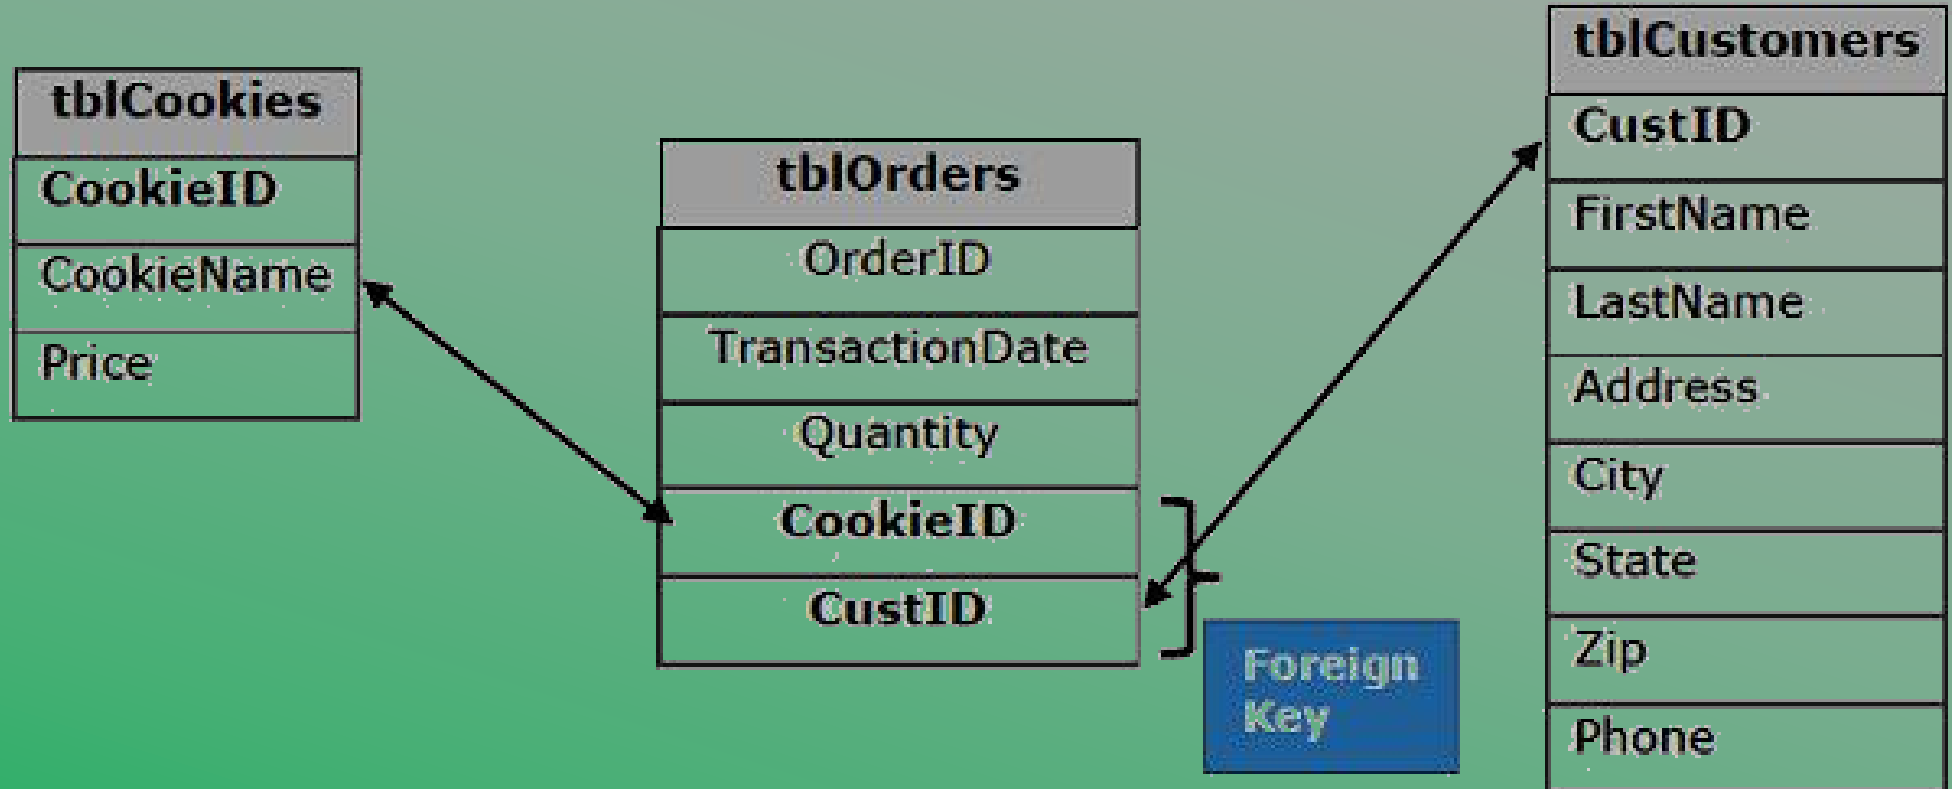 tblCookies
CookieID
CookieName
Price
tblOrders
OrderID
TransactionDate
Quantity
CookieID
CustID
Foreign
Key
tblCustomers
CustID
FirstName
LastName
Address
City
State
Zip
Phone